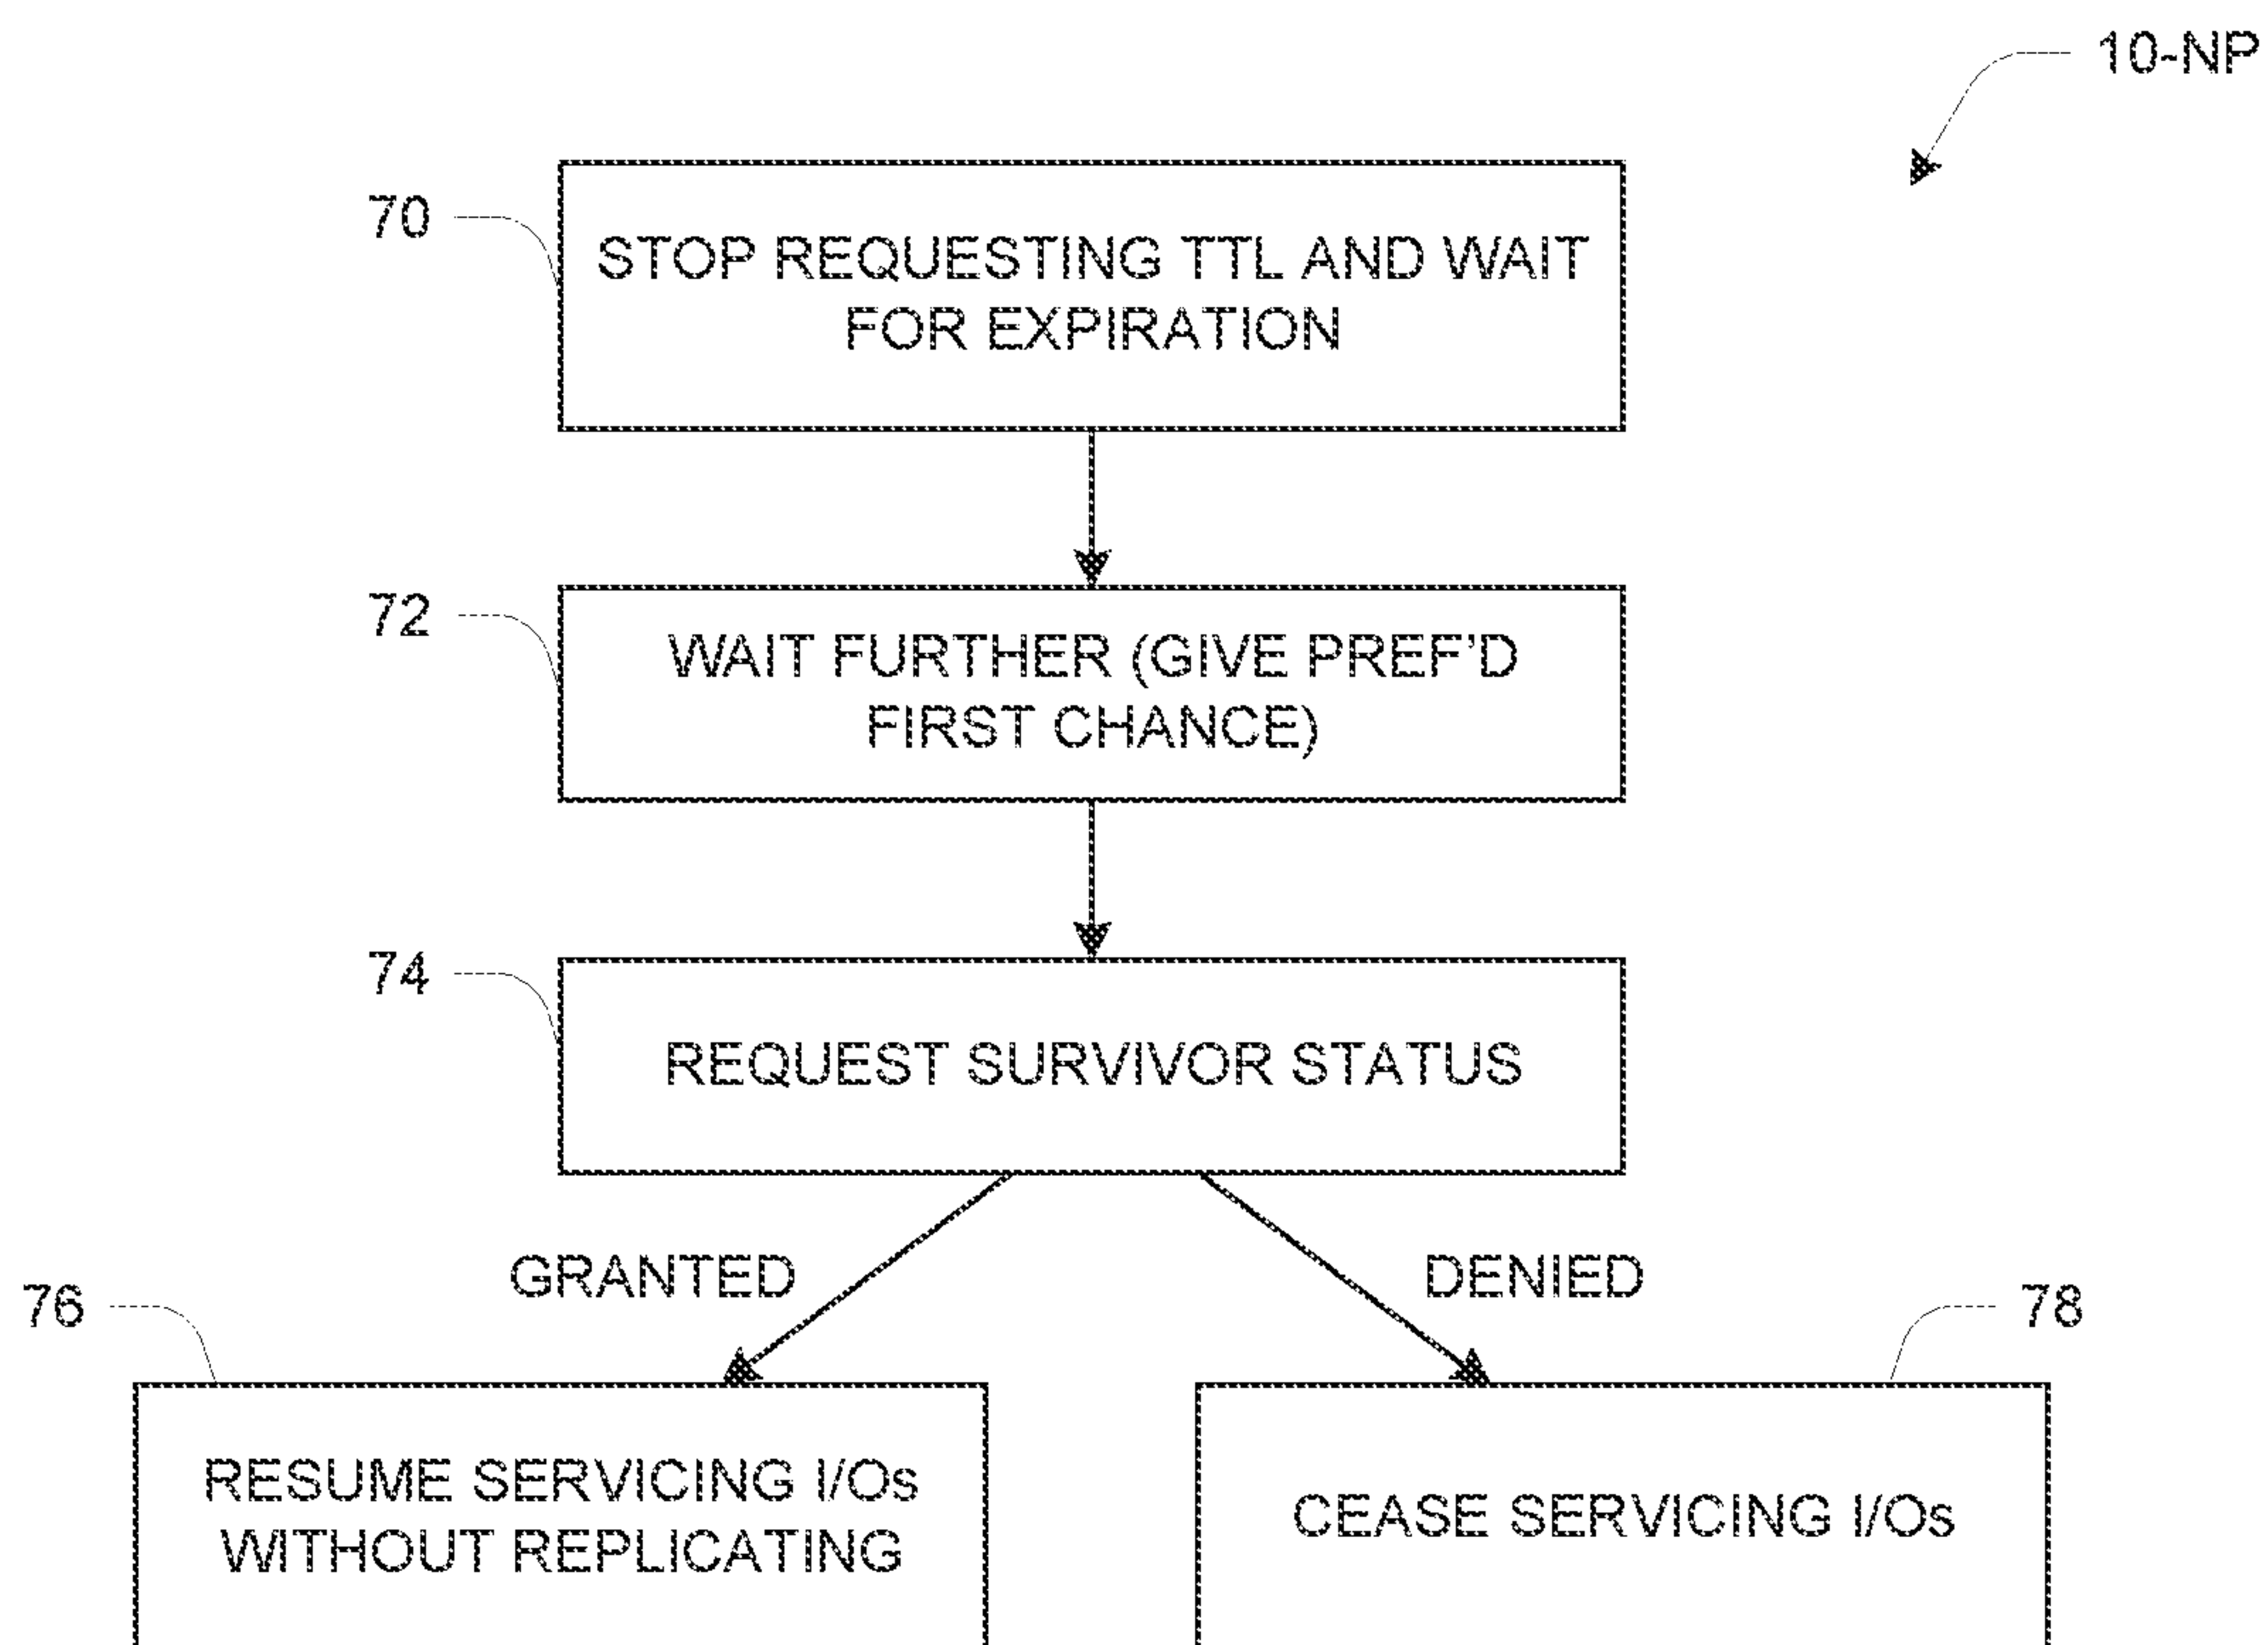 10-NP
70
STOP REQUESTING TTL AND WAIT
FOR EXPIRATION
72
WAIT FURTHER (GIVE PREF'D
FIRST CHANCE)
74
REQUEST SURVIVOR STATUS
GRANTED
DENIED
76
78
RESUME SERVICING I/Os
WITHOUT REPLICATING
CEASE SERVICING I/Os